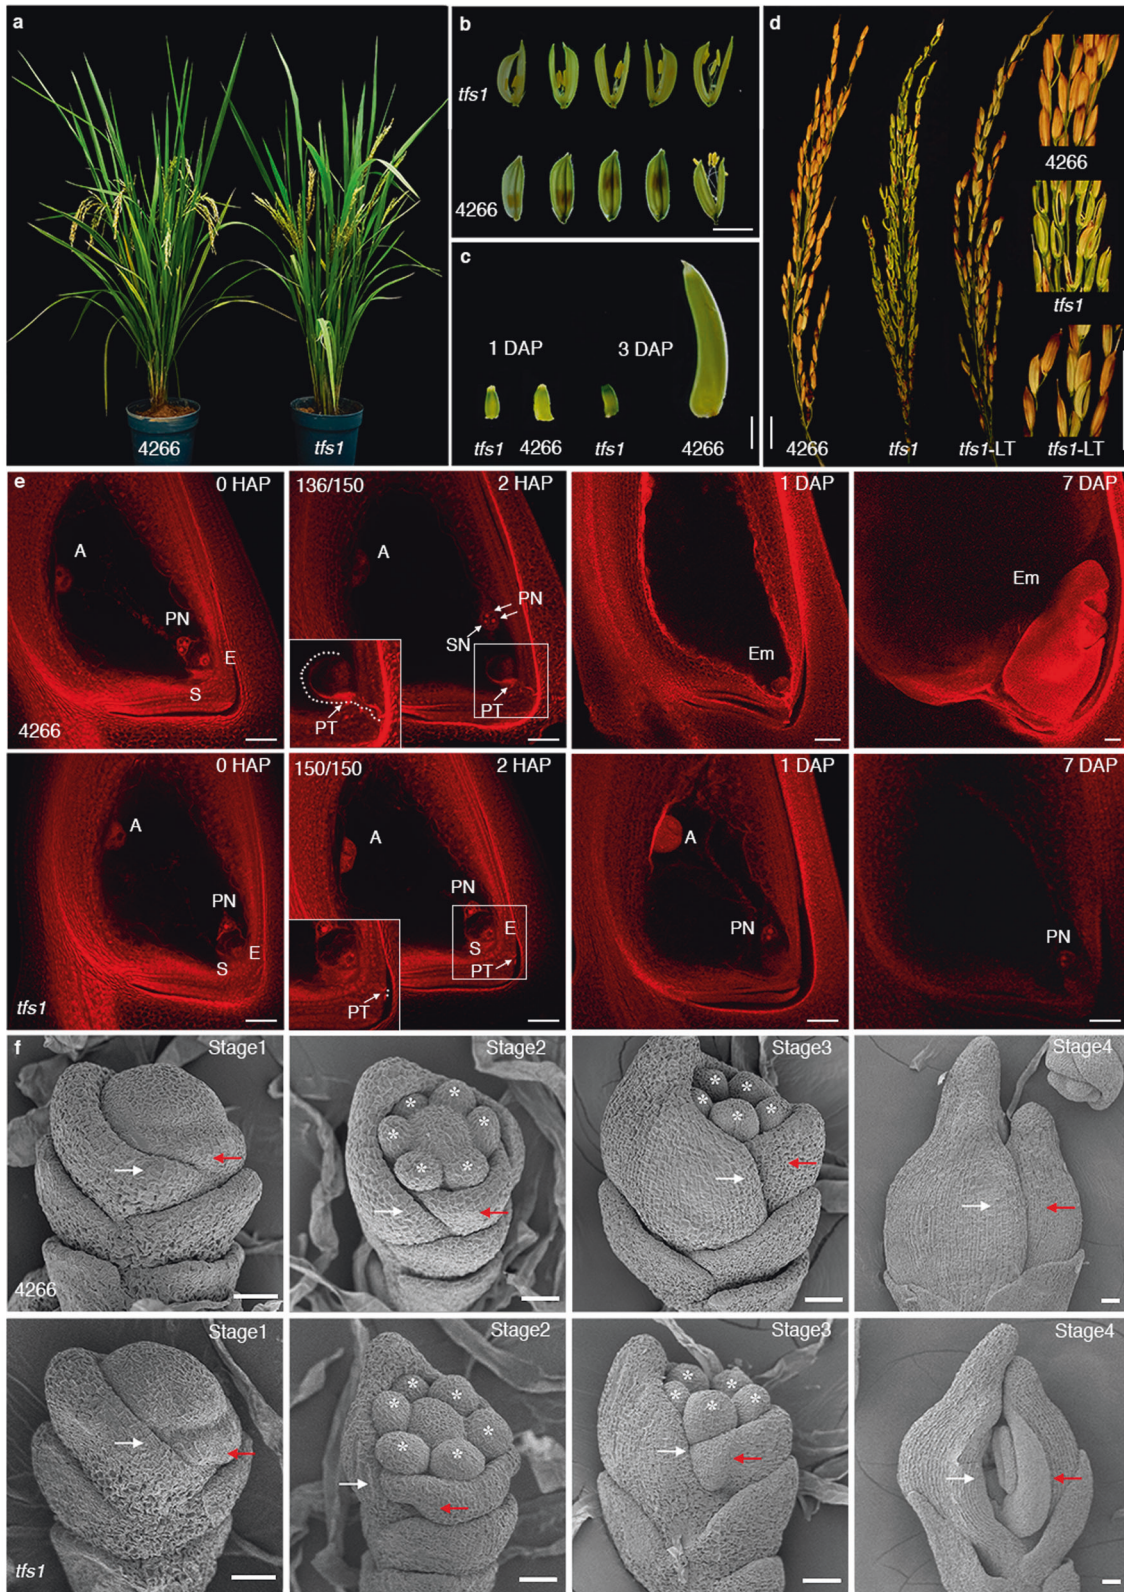 a
4266
tfs1
b
tfs1
4266
c
1 DAP
3 DAP
tfs1
4266
tfs1
4266
d
4266
tfs1
4266
tfs1
tfs1-LT
tfs1-LT
e
0 HAP
A
PN
E
S
4266
136/150
2 HAP
A
PN
SN
PT
PT
1 DAP
Em
7 DAP
Em
0 HAP
A
PN
E
S
tfs1
150/150
2 HAP
A
PN
E
S
PT
PT
1 DAP
A
PN
7 DAP
PN
f
Stage1
4266
Stage2
* * * * * *
Stage3
* * * * *
Stage4
Stage1
tfs1
Stage2
* * * * * *
Stage3
* * * * *
Stage4